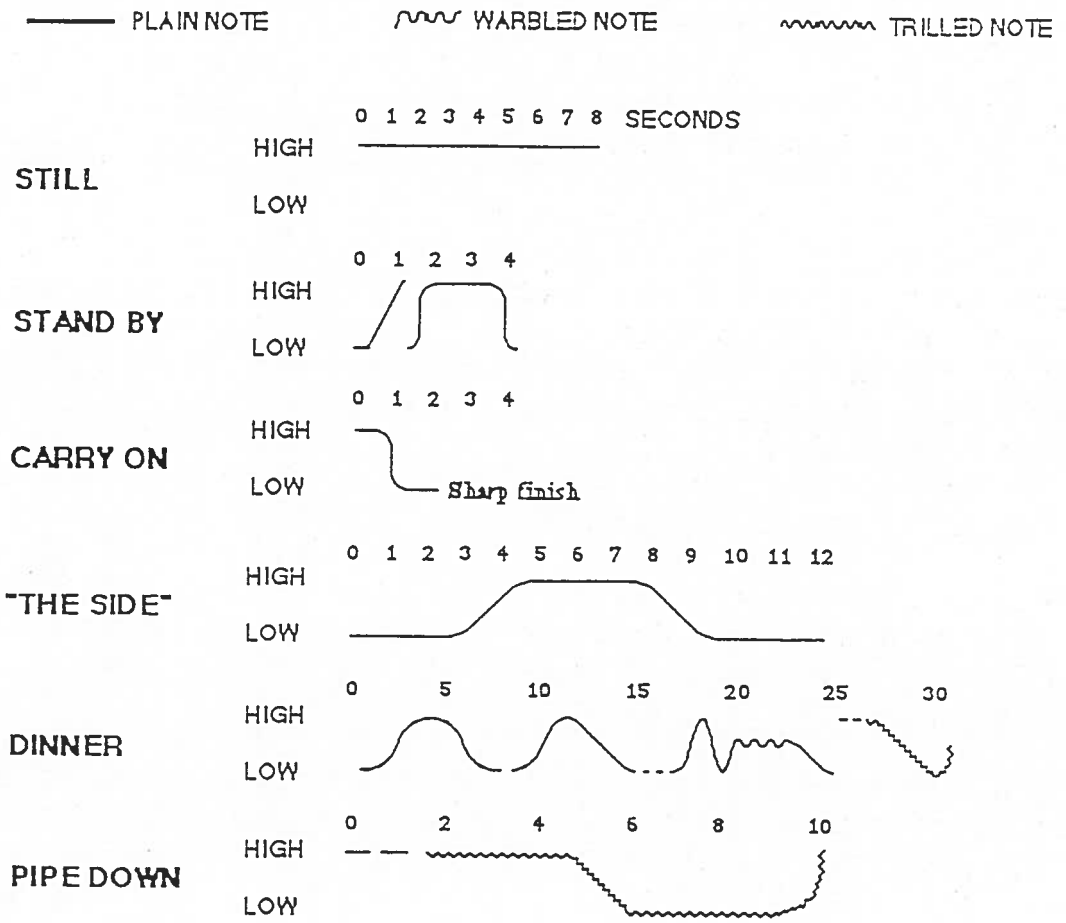 PLAIN NOTE WARBLED NOTE TRILLED NOTE
0 1 2 3 4 5 6 7 8 SECONDS
HIGH
STILL
LOW
0 1 2 3 4
HIGH
STAND BY
LOW
0 1 2 3 4
HIGH
CARRY ON
LOW Sharp finish
0 1 2 3 4 5 6 7 8 9 10 11 12
HIGH
"THE SIDE"
LOW
0 5 10 15 20 25 30
HIGH
DINNER
LOW
0 2 4 6 8 10
HIGH
PIPE DOWN
LOW